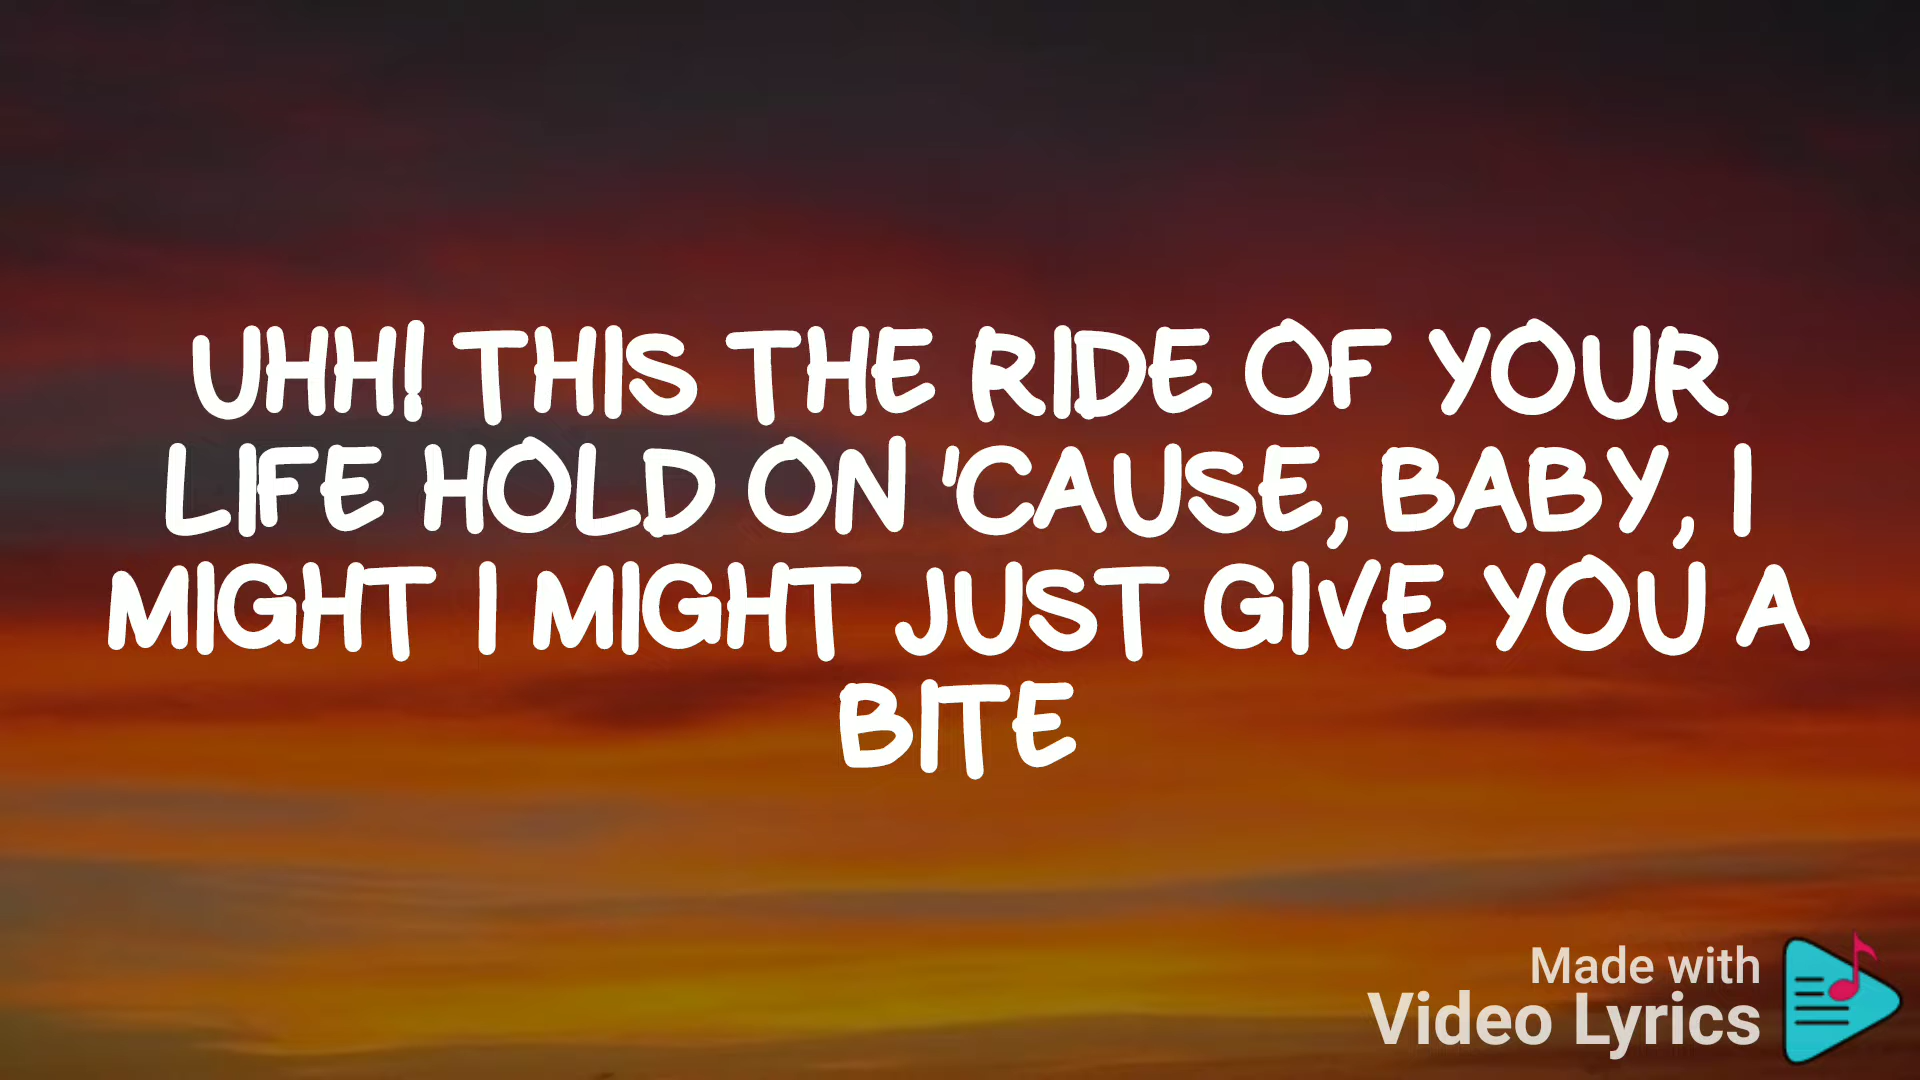 UHH! THIS THE RIDE OF YOUR
LIFE HOLD ON 'CAUSE, BABY, I
MIGHT I MIGHT JUST GIVE YOU A
BITE
Made with
Video Lyrics